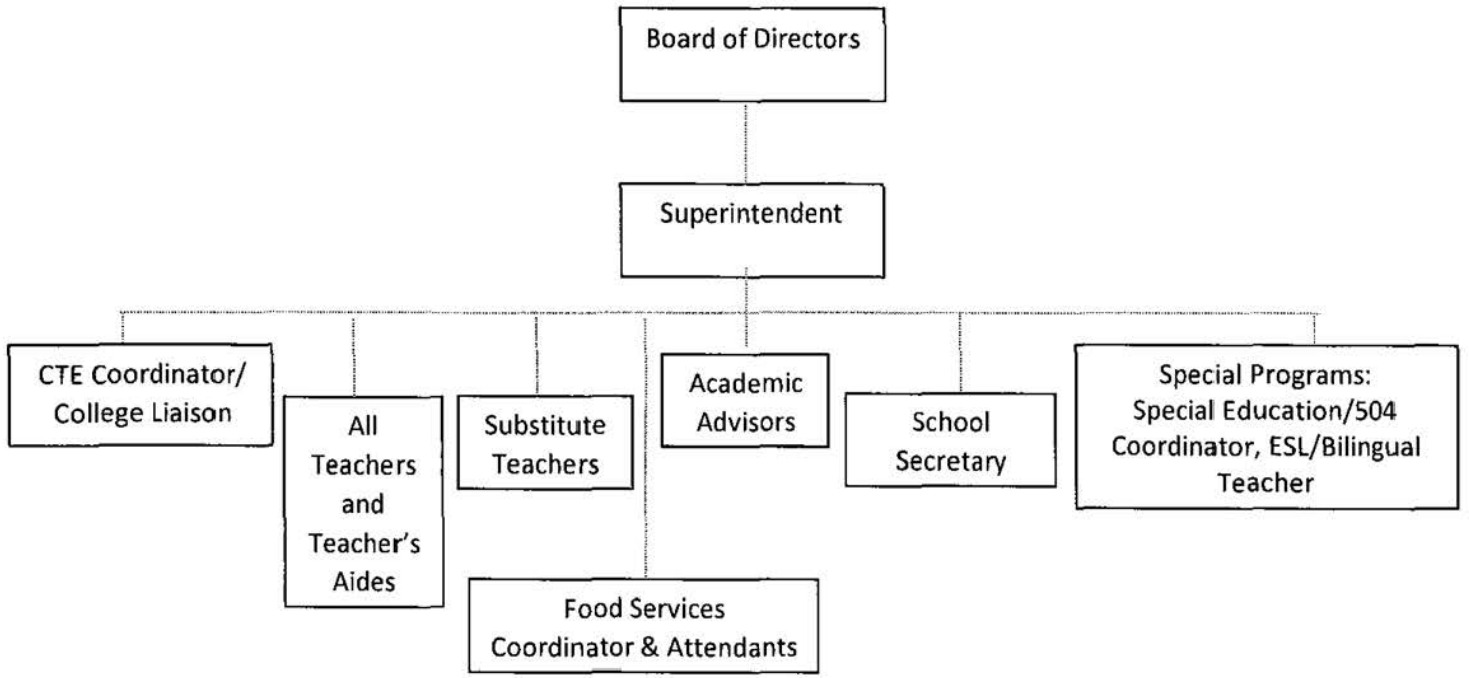 Board of Directors
Superintendent
CTE Coordinator/
College Liaison
All
Teachers
and
Teacher's
Aides
Substitute
Teachers
Food Services
Coordinator & Attendants
Academic
Advisors
School
Secretary
Special Programs:
Special Education/504
Coordinator, ESL/Bilingual
Teacher